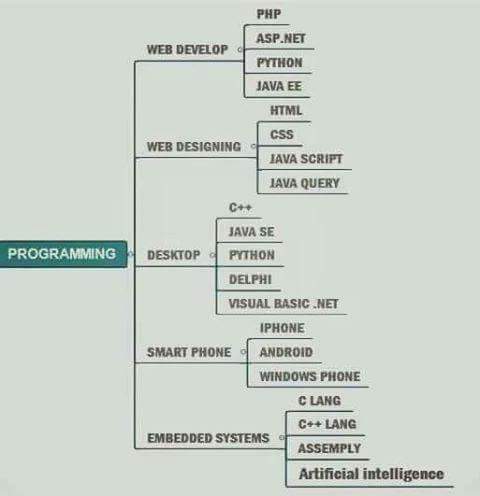 PROGRAMMING
WEB DEVELOP
PHP
ASP.NET
PYTHON
JAVA EE
WEB DESIGNING
HTML
CSS
JAVA SCRIPT
JAVA QUERY
DESKTOP
C++
JAVA SE
PYTHON
DELPHI
VISUAL BASIC .NET
SMART PHONE
IPHONE
ANDROID
WINDOWS PHONE
EMBEDDED SYSTEMS
C LANG
C++ LANG
ASSEMPLY
Artificial intelligence